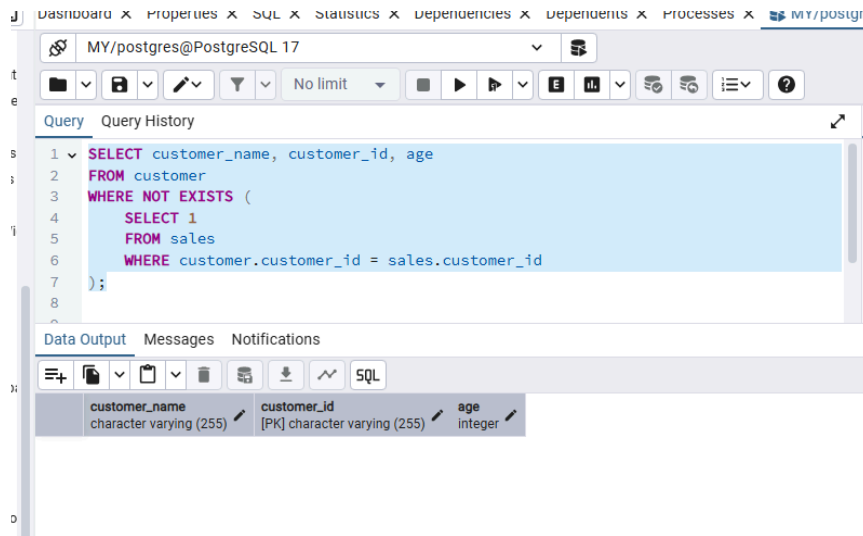 Dashboard X Properties X SQL X Statistics X Dependencies X Dependents X Processes X MY/postgr
MY/postgres@PostgreSQL 17
No limit
E
Query Query History
1 SELECT customer_name, customer_id, age
2 FROM customer
3 WHERE NOT EXISTS (
4 SELECT 1
5 FROM sales
6 WHERE customer.customer_id = sales.customer_id
7 );
8
Data Output Messages Notifications
SQL
customer_name customer_id age
character varying (255) [PK] character varying (255) integer